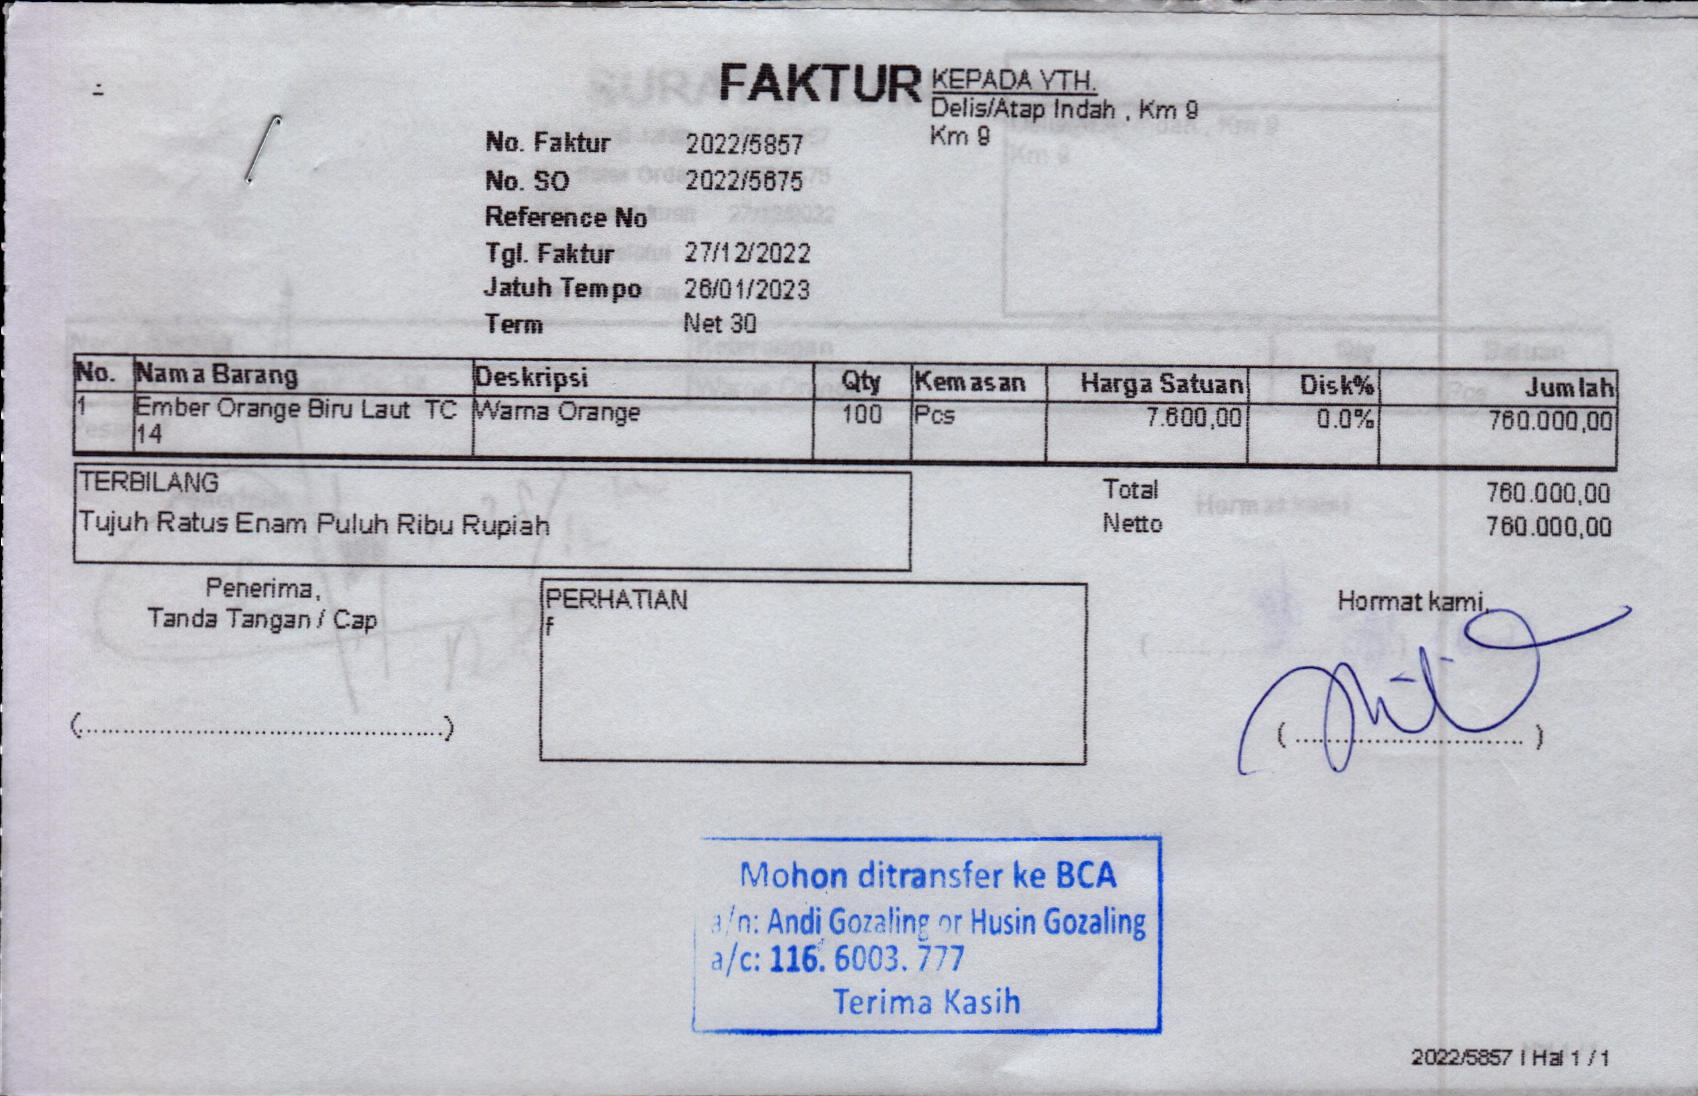 FAKTUR
KEPADA YTH.
Delis/Atap Indah , Km 9
Km 9
No. Faktur 2022/5857
No. SO 2022/5675
Reference No
Tgl. Faktur 27/12/2022
Jatuh Tempo 26/01/2023
Term Net 30
No. Nama Barang Deskripsi Qty Kemasan Harga Satuan Disk% Jumlah
1 Ember Orange Biru Laut TC Warna Orange 100 Pcs 7.600,00 0.0% 760.000,00
14
TERBILANG
Tujuh Ratus Enam Puluh Ribu Rupiah
Total 760.000,00
Netto 760.000,00
Penerima,
Tanda Tangan / Cap
(................................................)
PERHATIAN
f
Hormat kami,
( .............................. )
Mohon ditransfer ke BCA
a/n: Andi Gozaling or Husin Gozaling
a/c: 116. 6003. 777
Terima Kasih
2022/5857 | Hal 1 / 1